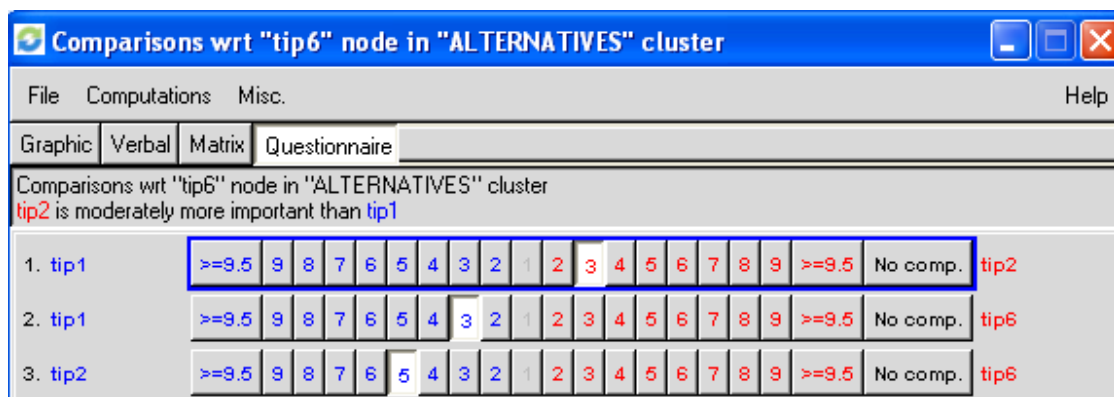 Comparisons wrt "tip6" node in "ALTERNATIVES" cluster
File Computations Misc. Help
Graphic Verbal Matrix Questionnaire
Comparisons wrt "tip6" node in "ALTERNATIVES" cluster
tip2 is moderately more important than tip1
1. tip1 >=9.5 9 8 7 6 5 4 3 2 1 2 3 4 5 6 7 8 9 >=9.5 No comp. tip2
2. tip1 >=9.5 9 8 7 6 5 4 3 2 1 2 3 4 5 6 7 8 9 >=9.5 No comp. tip6
3. tip2 >=9.5 9 8 7 6 5 4 3 2 1 2 3 4 5 6 7 8 9 >=9.5 No comp. tip6